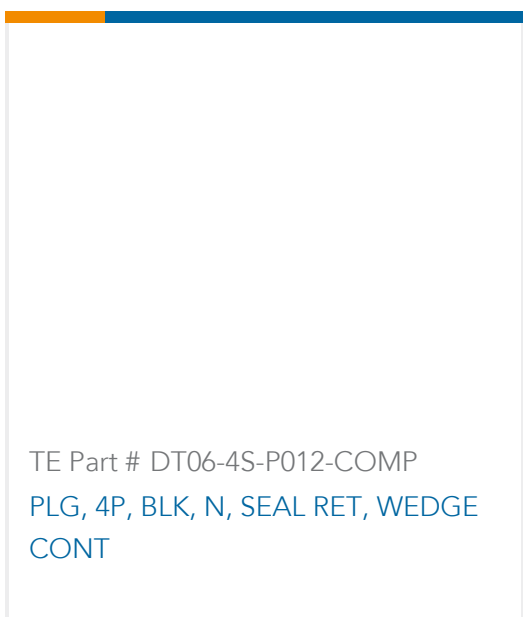 TE Part # DT06-4S-P012-COMP
PLG, 4P, BLK, N, SEAL RET, WEDGE
CONT